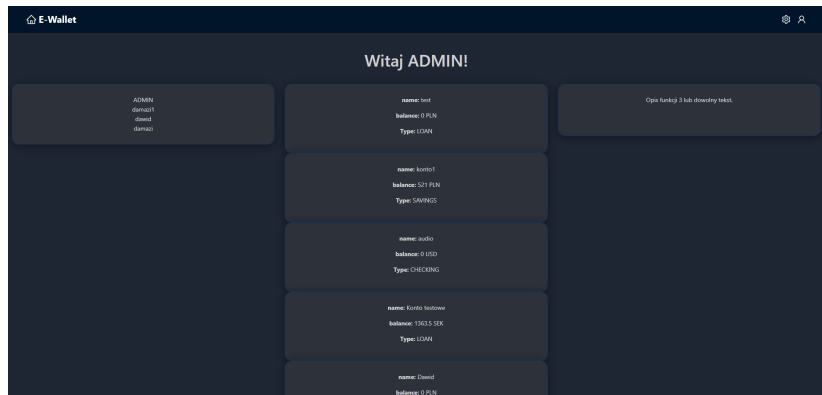 E-Wallet
Witaj ADMIN!
ADMIN
damazi1
dawid
damazi
name: test
balance: 0 PLN
Type: LOAN
name: konto1
balance: 521 PLN
Type: SAVINGS
name: audio
balance: 0 USD
Type: CHECKING
name: Konto testowe
balance: 1363.5 SEK
Type: LOAN
name: Dawid
balance: 0 PLN
Opis funkcji 3 lub dowolny tekst.